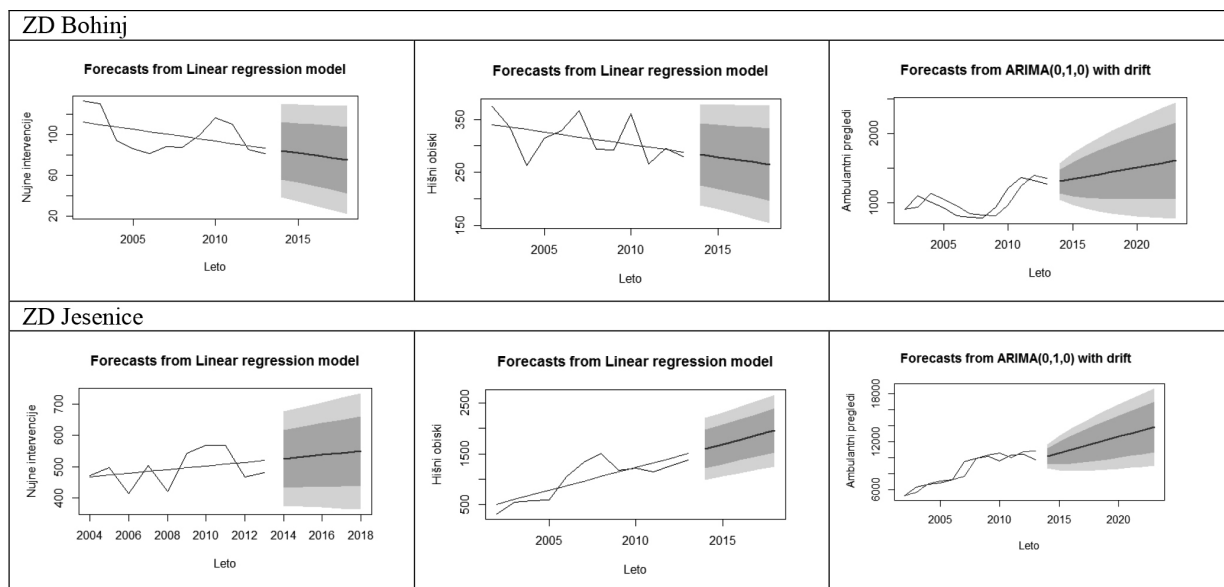 ZD Bohinj
Forecasts from Linear regression model
Nujne intervencije
100
60
20
2005
2010
2015
Leto
Forecasts from Linear regression model
Hišni obiski
350
250
150
2005
2010
2015
Leto
Forecasts from ARIMA(0,1,0) with drift
Ambulantni pregledi
2000
1000
2005
2010
2015
2020
Leto
ZD Jesenice
Forecasts from Linear regression model
Nujne intervencije
700
600
500
400
2004
2006
2008
2010
2012
2014
2016
2018
Leto
Forecasts from Linear regression model
Hišni obiski
2500
1500
500
2005
2010
2015
Leto
Forecasts from ARIMA(0,1,0) with drift
Ambulantni pregledi
18000
12000
6000
2005
2010
2015
2020
Leto